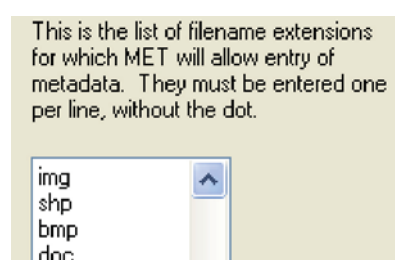 This is the list of filename extensions
for which MET will allow entry of
metadata.  They must be entered one
per line, without the dot.
img
shp
bmp
doc